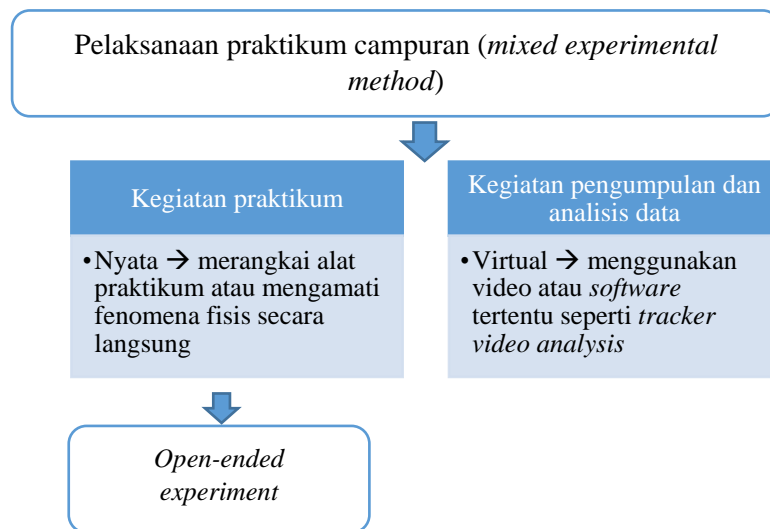 Pelaksanaan praktikum campuran (mixed experimental
method)
Kegiatan praktikum
•Nyata → merangkai alat
praktikum atau mengamati
fenomena fisis secara
langsung
Kegiatan pengumpulan dan
analisis data
•Virtual → menggunakan
video atau software
tertentu seperti tracker
video analysis
Open-ended
experiment